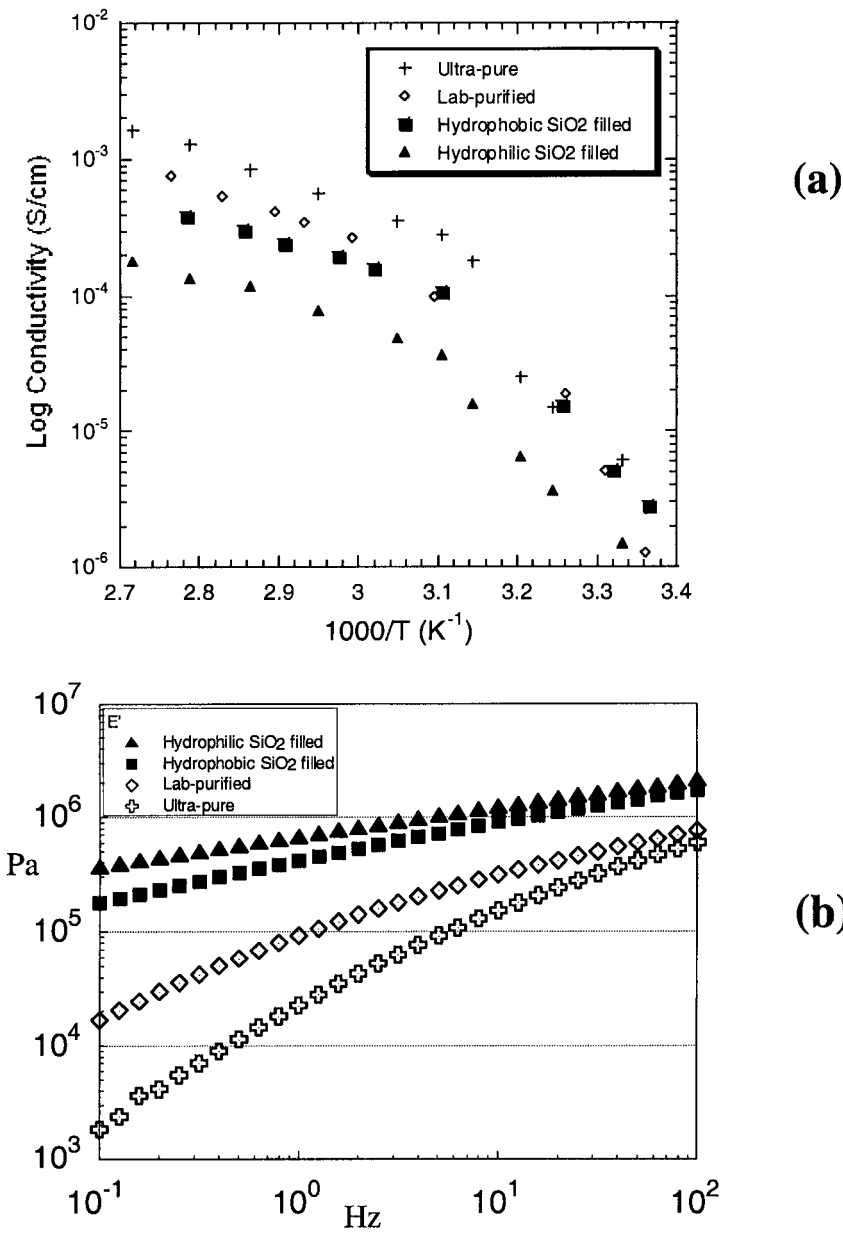 10-2
Ultra-pure
Lab-purified
Hydrophobic SiO2 filled
Hydrophilic SiO2 filled
(a)
10-3
Log Conductivity (S/cm)
10-4
10-5
10-6
2.7 2.8 2.9 3 3.1 3.2 3.3 3.4
1000/T (K-1)
107
E'
Hydrophilic SiO2 filled
Hydrophobic SiO2 filled
Lab-purified
Ultra-pure
106
Pa
105
(b)
104
103
10-1 100 101 102
Hz